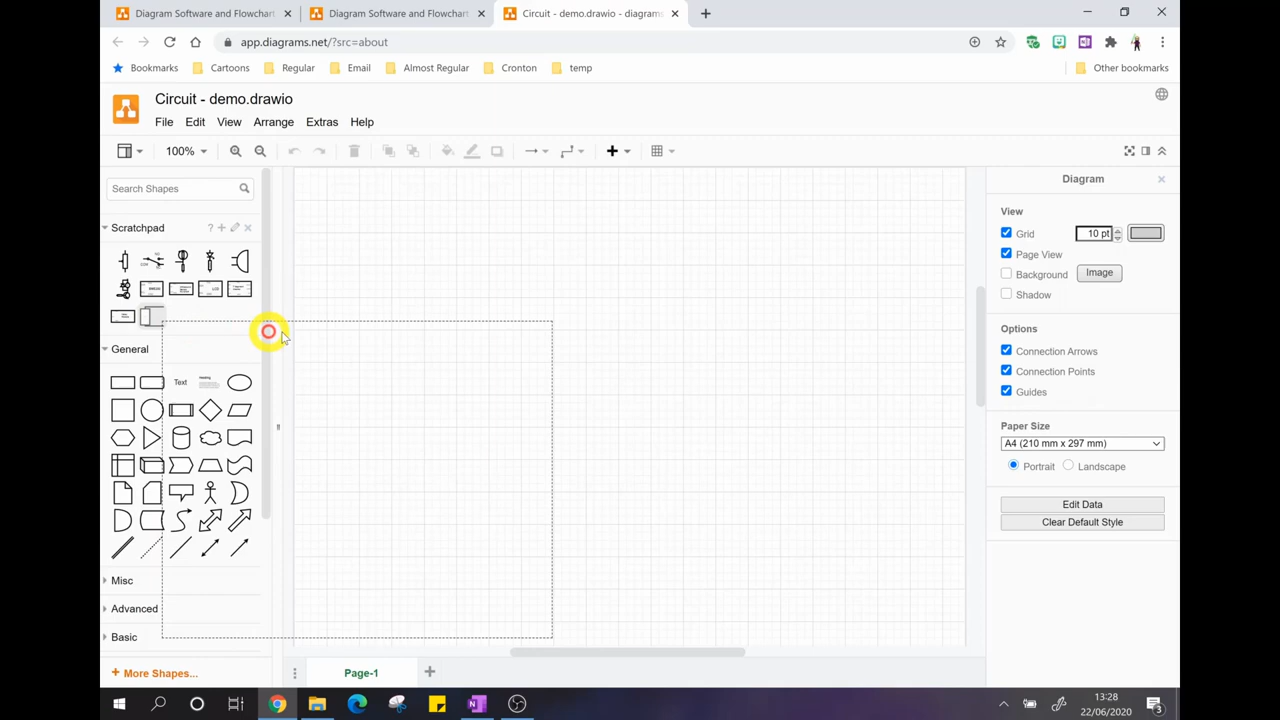 Diagram Software and Flowchart
Diagram Software and Flowchart
Circuit - demo.drawio - diagrams
app.diagrams.net/?src=about
Bookmarks
Cartoons
Regular
Email
Almost Regular
Cronton
temp
Other bookmarks
Circuit - demo.drawio
File
Edit
View
Arrange
Extras
Help
100%
Search Shapes
Scratchpad
?
General
Text
Heading
Misc
Advanced
Basic
+ More Shapes...
Page-1
Diagram
View
Grid
10 pt
Page View
Background
Image
Shadow
Options
Connection Arrows
Connection Points
Guides
Paper Size
A4 (210 mm x 297 mm)
Portrait
Landscape
Edit Data
Clear Default Style
13:28
22/06/2020
3